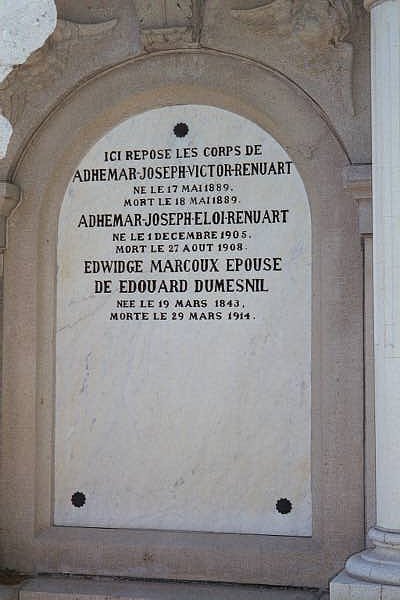 ICI REPOSE LES CORPS DE
ADHEMAR-JOSEPH-VICTOR-RENUART
NE LE 17 MAI 1889.
MORT LE 18 MAI 1889.
ADHEMAR-JOSEPH-ELOI-RENUART
NE LE 1 DECEMBRE 1905.
MORT LE 27 AOUT 1908.
EDWIDGE MARCOUX EPOUSE
DE EDOUARD DUMESNIL
NEE LE 19 MARS 1843,
MORTE LE 29 MARS 1914.